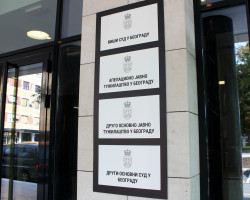 ВИШИ СУД У БЕОГРАДУ
АПЕЛАЦИОНО ЈАВНО
ТУЖИЛАШТВО У БЕОГРАДУ
ДРУГО ОСНОВНО ЈАВНО
ТУЖИЛАШТВО У БЕОГРАДУ
ДРУГИ ОСНОВНИ СУД У
БЕОГРАДУ